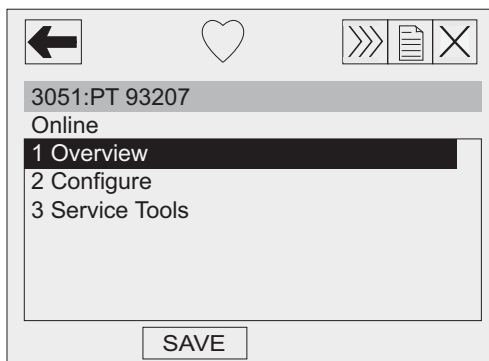 3051:PT 93207
Online
1 Overview
2 Configure
3 Service Tools
SAVE